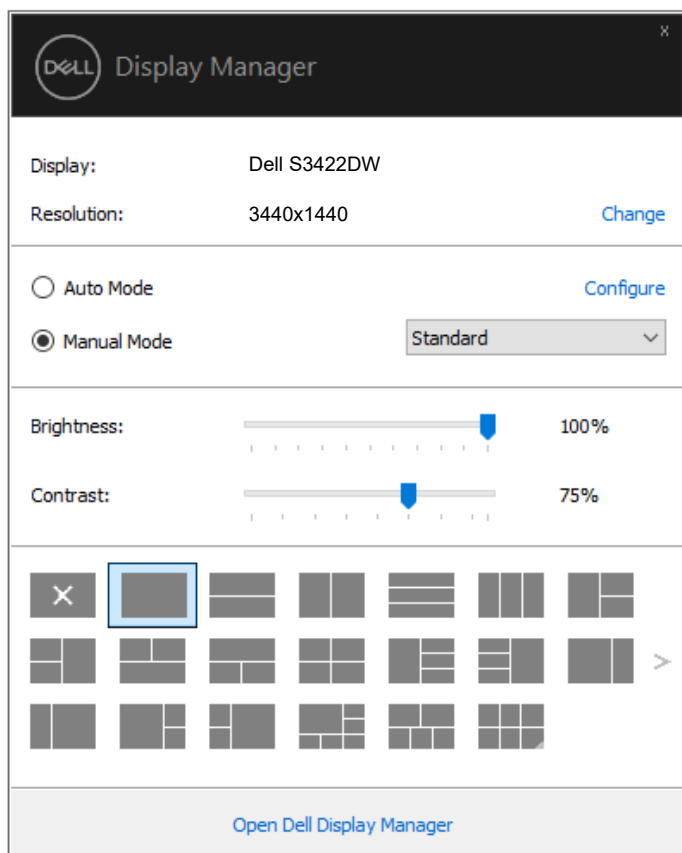 x
DELL Display Manager
Display: Dell S3422DW
Resolution: 3440x1440 Change
Auto Mode Configure
Manual Mode Standard
Brightness: 100%
Contrast: 75%
Open Dell Display Manager